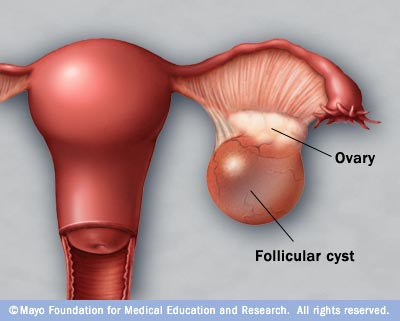 Ovary
Follicular cyst
©Mayo Foundation for Medical Education and Research. All rights reserved.